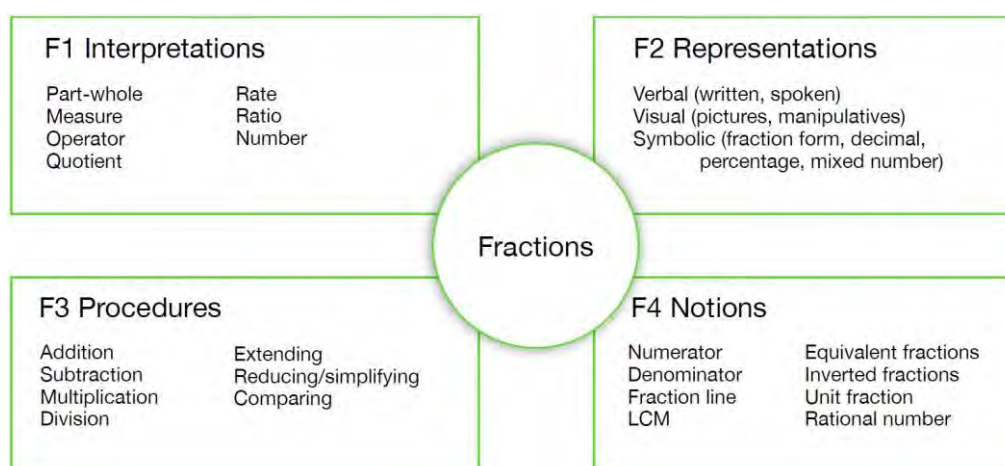 F1 Interpretations
Part-whole
Measure
Operator
Quotient
Rate
Ratio
Number
F2 Representations
Verbal (written, spoken)
Visual (pictures, manipulatives)
Symbolic (fraction form, decimal,
percentage, mixed number)
Fractions
F3 Procedures
Addition
Subtraction
Multiplication
Division
Extending
Reducing/simplifying
Comparing
F4 Notions
Numerator
Denominator
Fraction line
LCM
Equivalent fractions
Inverted fractions
Unit fraction
Rational number